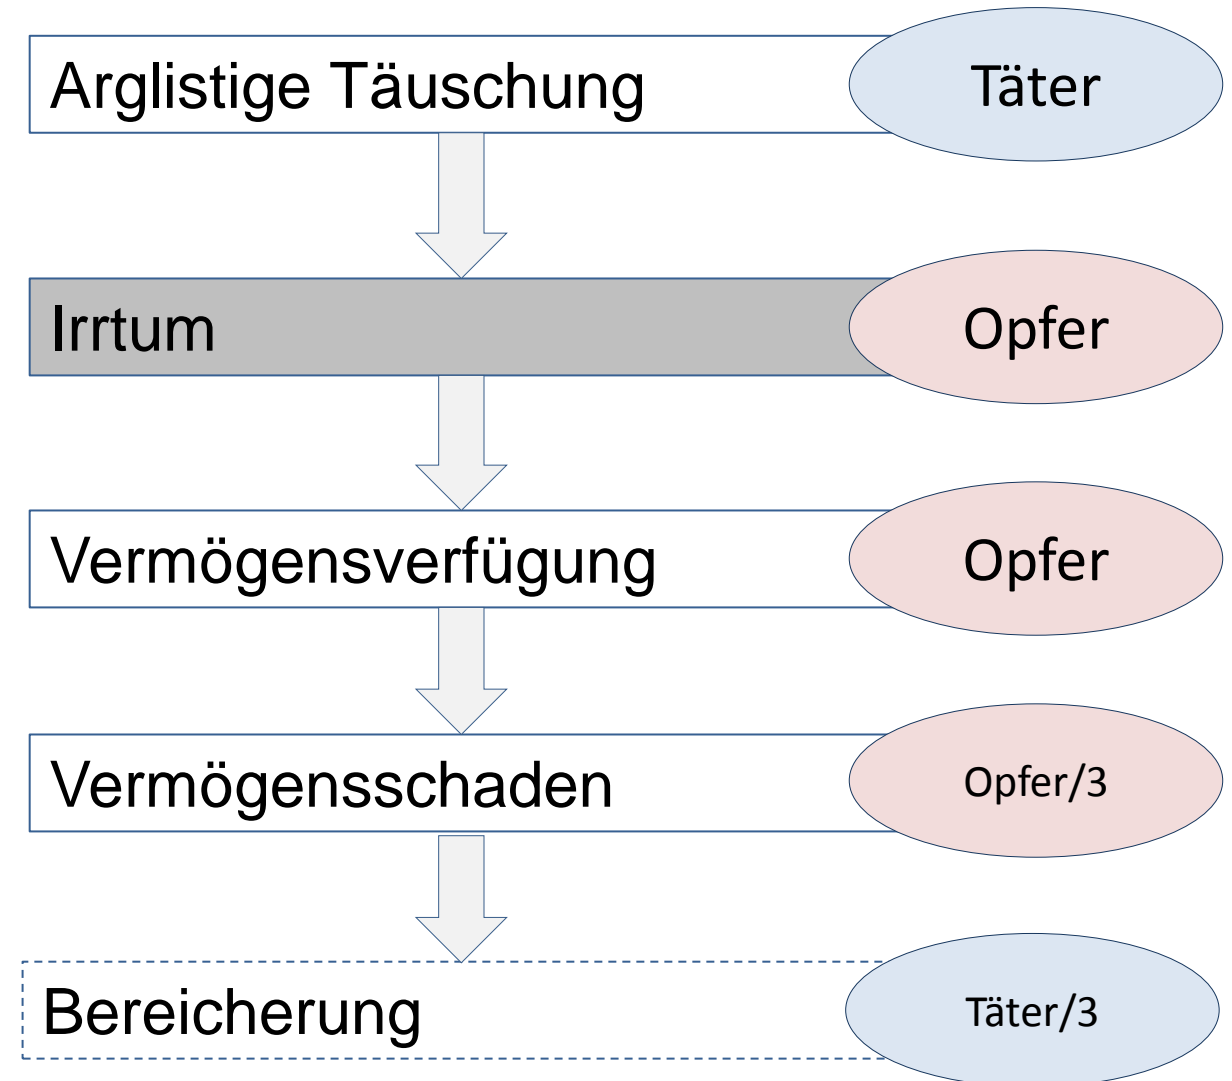 Arglistige Täuschung Täter
Irrtum Opfer
Vermögensverfügung Opfer
Vermögensschaden Opfer/3
Bereicherung Täter/3